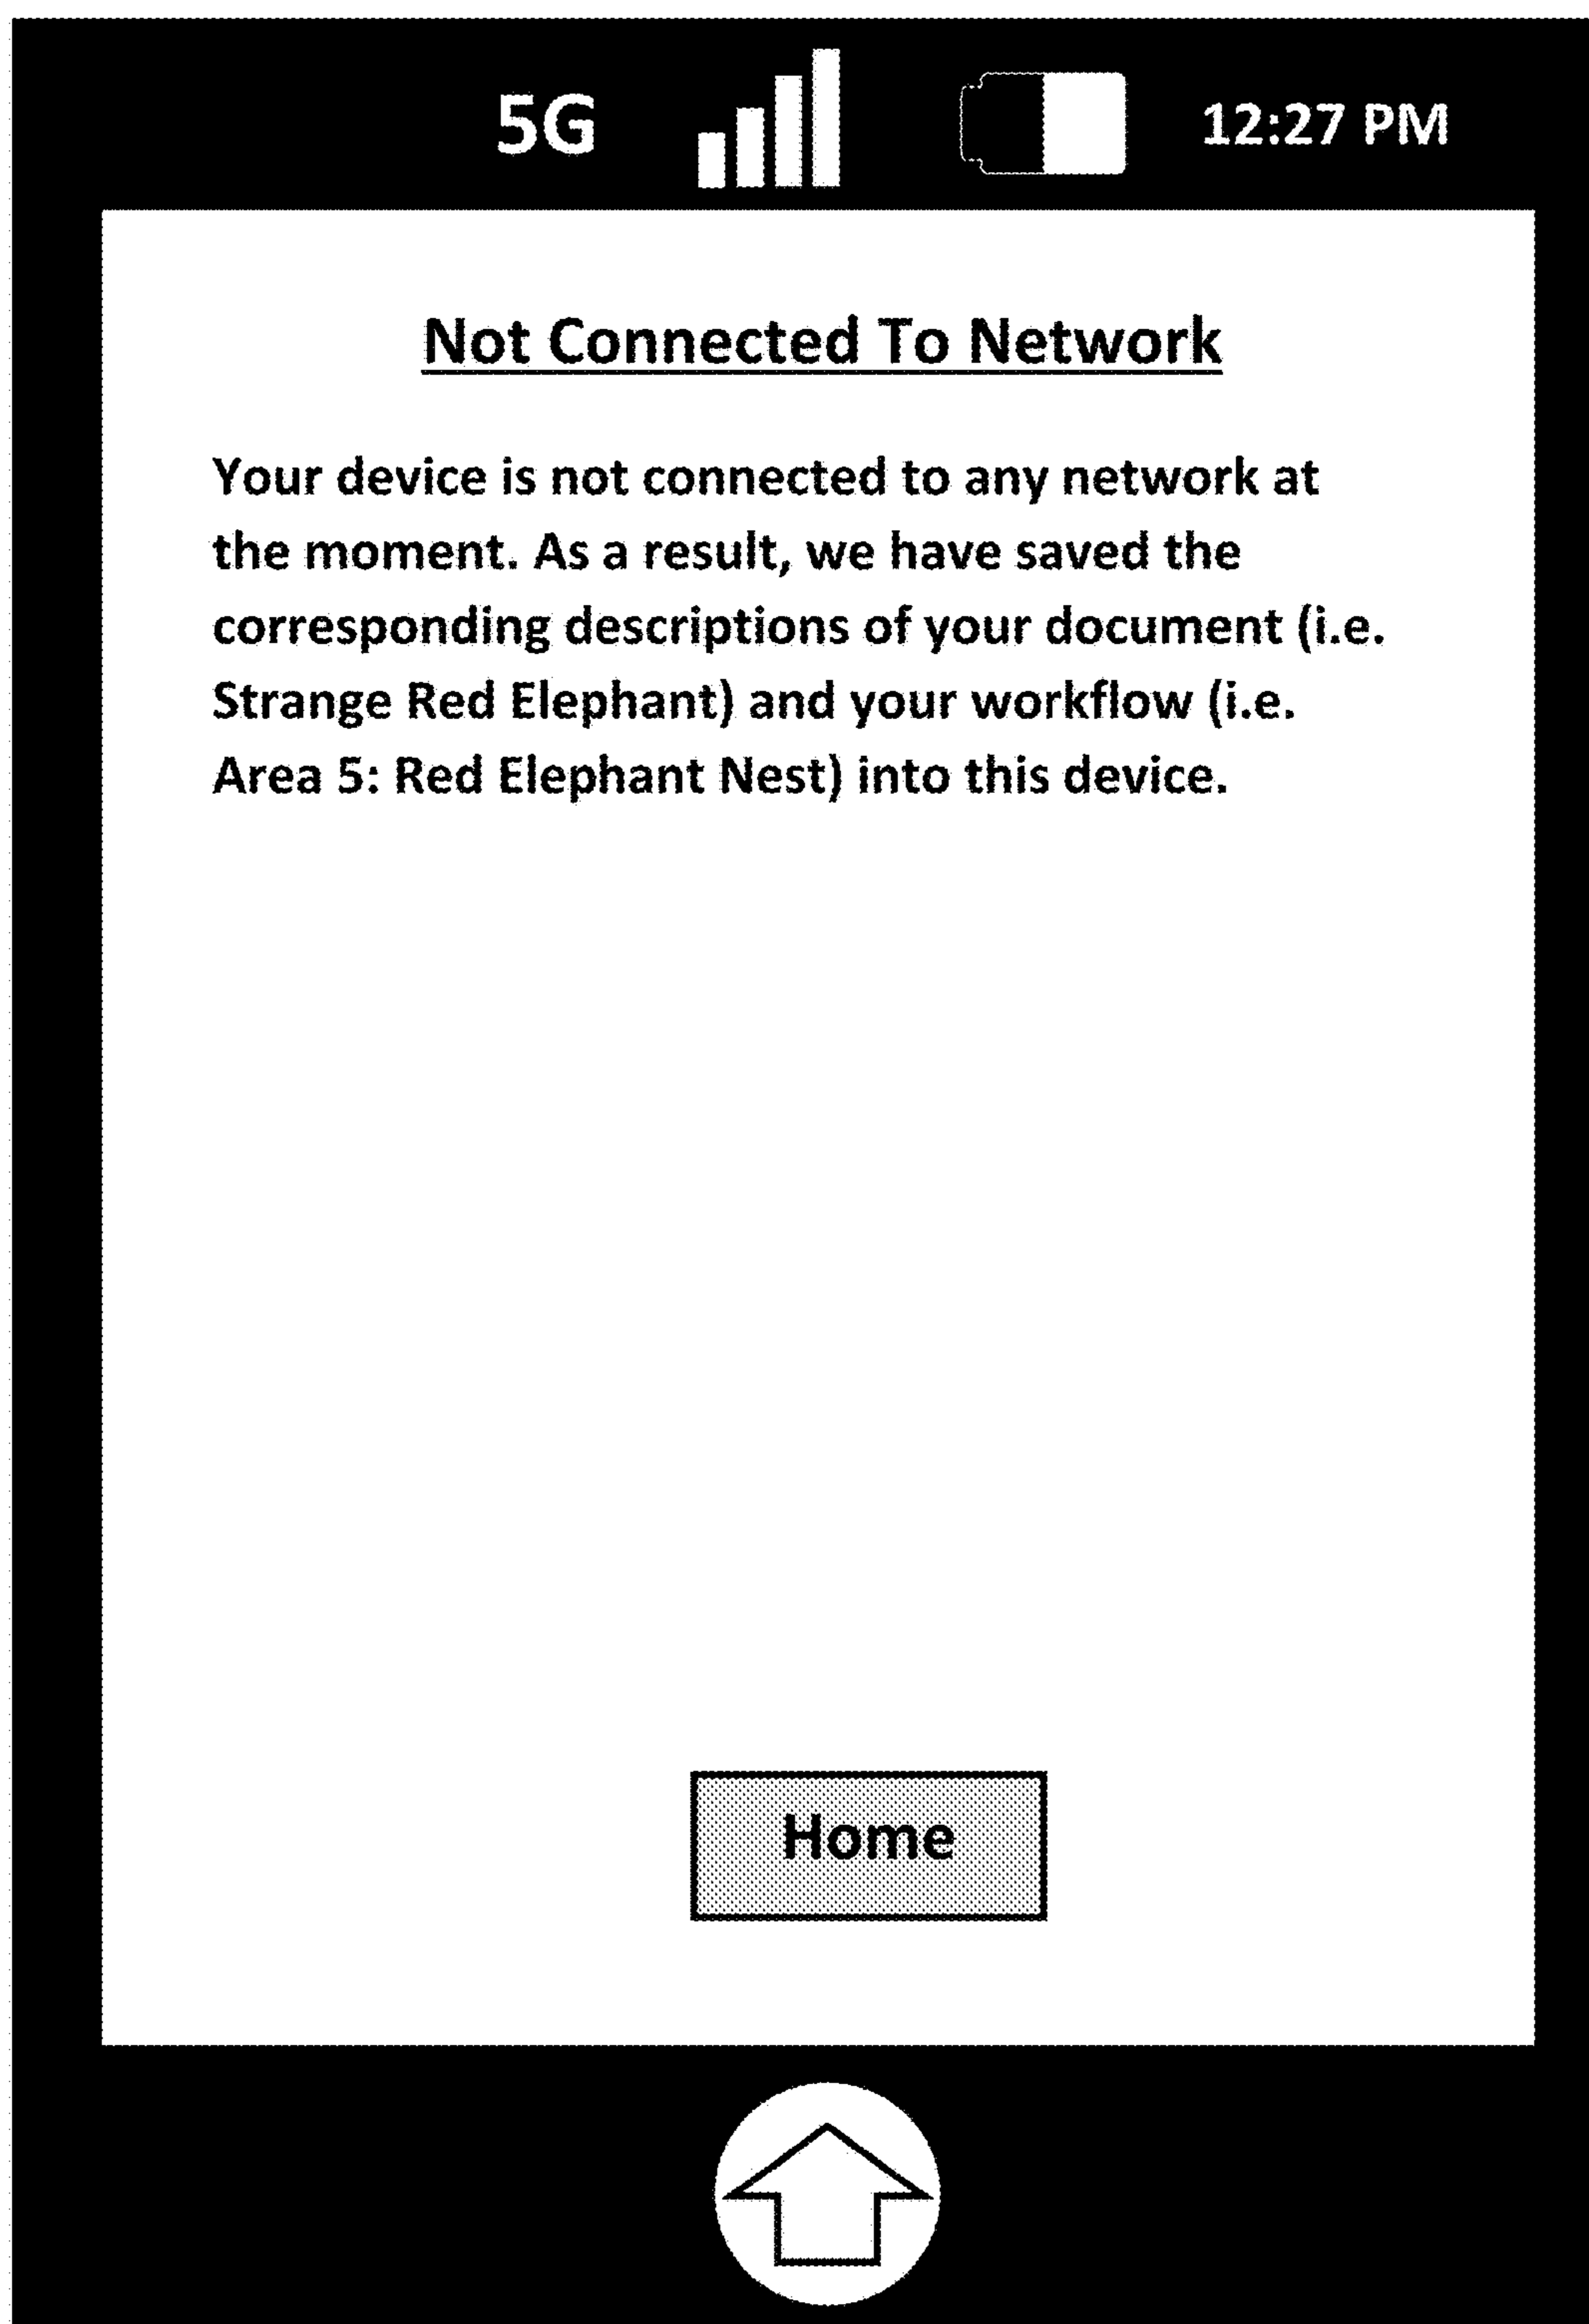 5G 12:27 PM
Not Connected To Network
Your device is not connected to any network at
the moment. As a result, we have saved the
corresponding descriptions of your document (i.e.
Strange Red Elephant) and your workflow (i.e.
Area 5: Red Elephant Nest) into this device.
Home